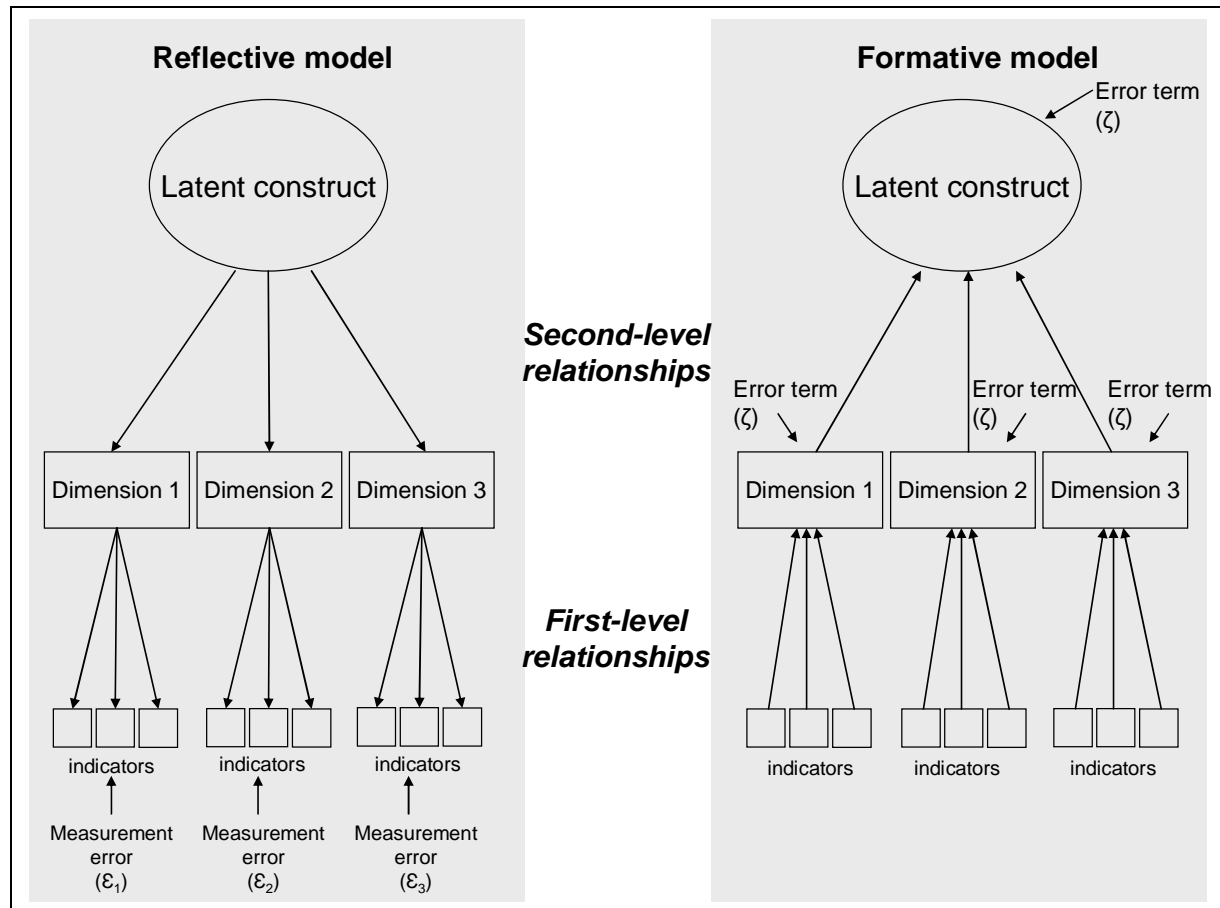 Reflective model
Latent construct
Dimension 1
Dimension 2
Dimension 3
indicators
indicators
indicators
Measurement
error
(ε₁)
Measurement
error
(ε₂)
Measurement
error
(ε₃)
Second-level
relationships
First-level
relationships
Formative model
Error term
(ζ)
Latent construct
Error term
(ζ)
Error term
(ζ)
Error term
(ζ)
Dimension 1
Dimension 2
Dimension 3
indicators
indicators
indicators